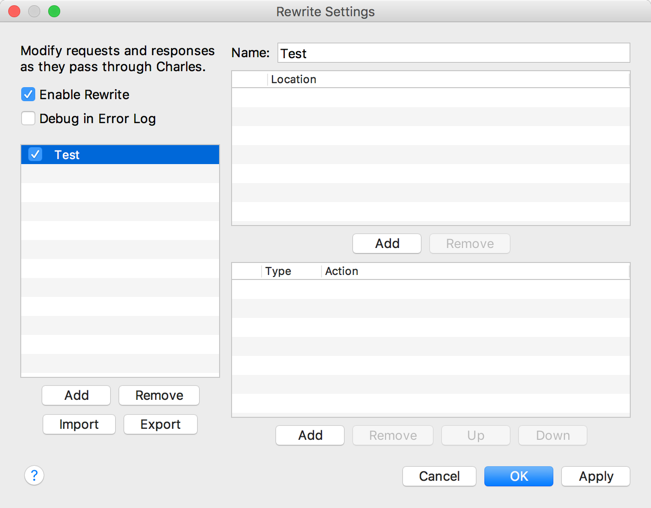 Rewrite Settings
Modify requests and responses
as they pass through Charles.
Enable Rewrite
Debug in Error Log
Test
Add
Remove
Import
Export
Name: Test
Location
Add
Remove
Type
Action
Add
Remove
Up
Down
?
Cancel
OK
Apply